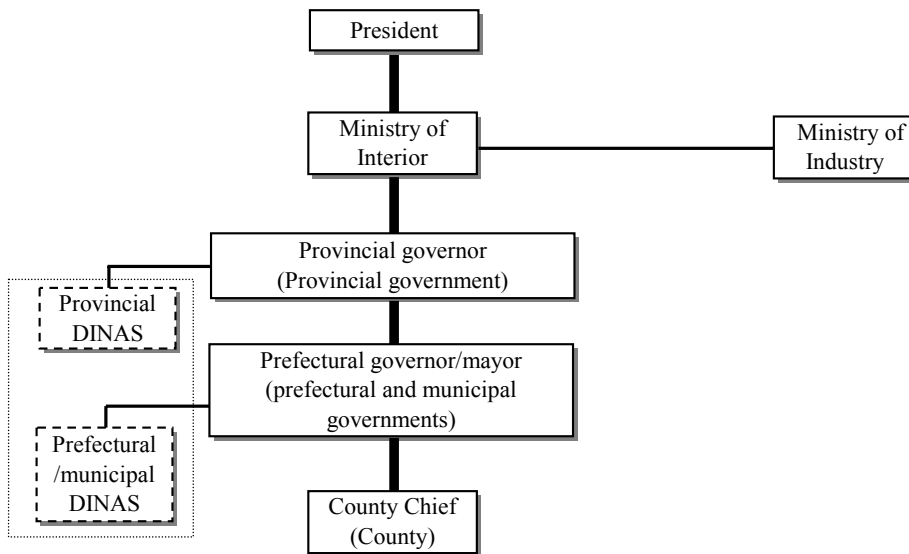 President
Ministry of
Interior
Ministry of
Industry
Provincial governor
(Provincial government)
Provincial
DINAS
Prefectural governor/mayor
(prefectural and municipal
governments)
Prefectural
/municipal
DINAS
County Chief
(County)